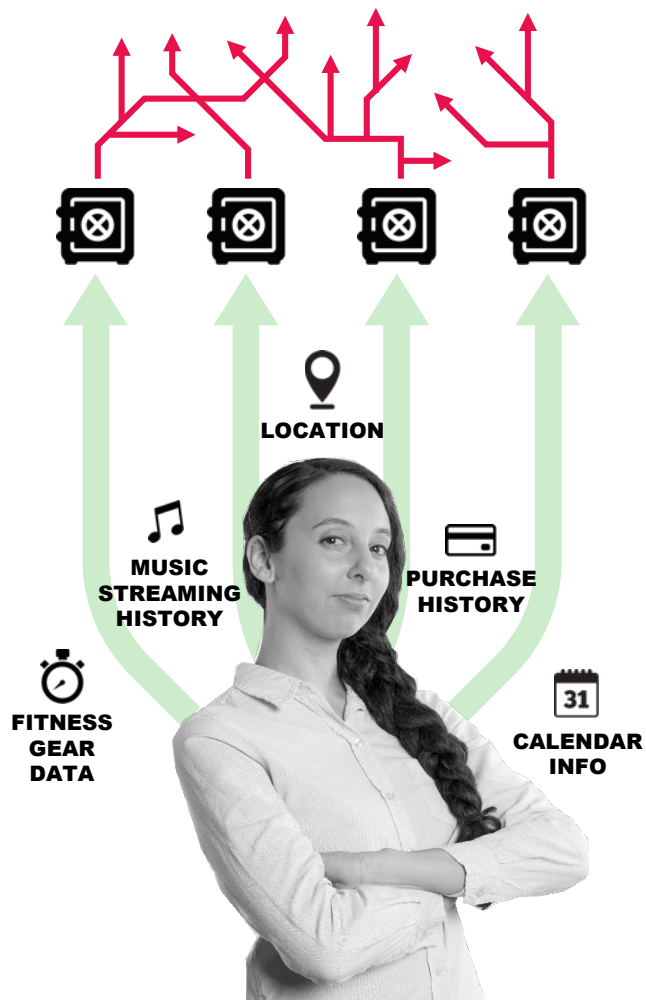 LOCATION
MUSIC
STREAMING
HISTORY
PURCHASE
HISTORY
FITNESS
GEAR
DATA
31
CALENDAR
INFO